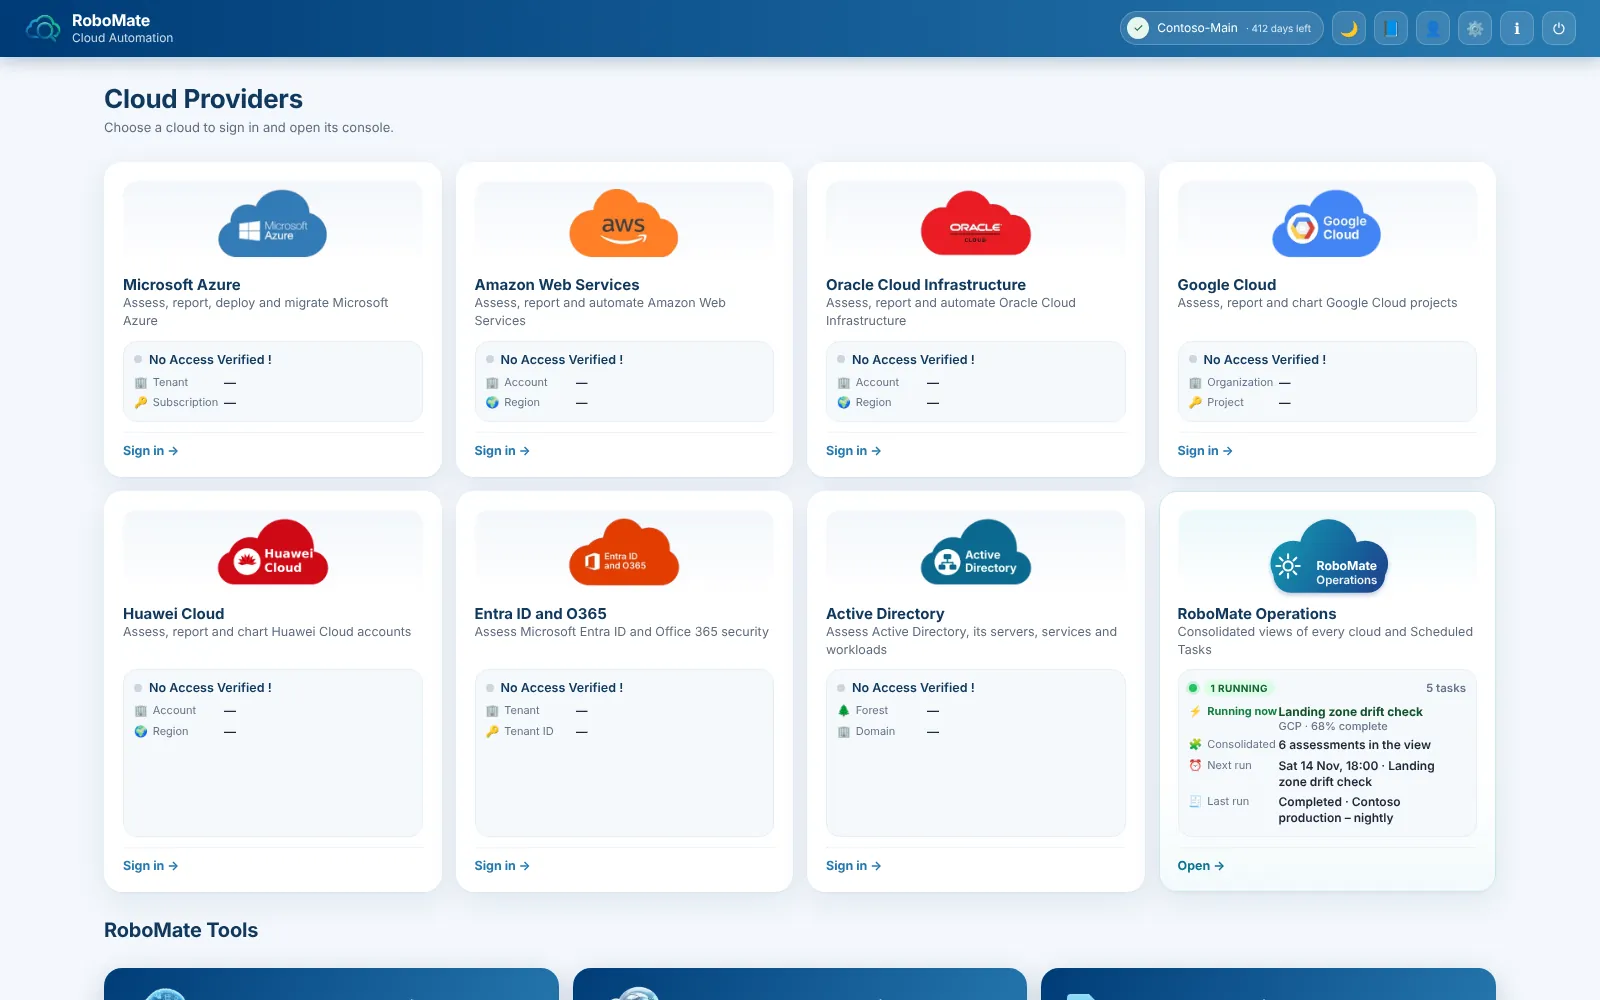 RoboMate
Cloud Automation
Contoso-Main · 412 days left
Cloud Providers
Choose a cloud to sign in and open its console.
Microsoft
Azure
Microsoft Azure
Assess, report, deploy and migrate Microsoft
Azure
No Access Verified !
Tenant —
Subscription —
Sign in →
aws
Amazon Web Services
Assess, report and automate Amazon Web
Services
No Access Verified !
Account —
Region —
Sign in →
ORACLE
CLOUD
Oracle Cloud Infrastructure
Assess, report and automate Oracle Cloud
Infrastructure
No Access Verified !
Account —
Region —
Sign in →
Google
Cloud
Google Cloud
Assess, report and chart Google Cloud projects
No Access Verified !
Organization —
Project —
Sign in →
Huawei
Cloud
Huawei Cloud
Assess, report and chart Huawei Cloud accounts
No Access Verified !
Account —
Region —
Sign in →
Entra ID
and O365
Entra ID and O365
Assess Microsoft Entra ID and Office 365 security
No Access Verified !
Tenant —
Tenant ID —
Sign in →
Active
Directory
Active Directory
Assess Active Directory, its servers, services and
workloads
No Access Verified !
Forest —
Domain —
Sign in →
RoboMate
Operations
RoboMate Operations
Consolidated views of every cloud and Scheduled
Tasks
1 RUNNING 5 tasks
Running now Landing zone drift check
GCP · 68% complete
Consolidated 6 assessments in the view
Next run Sat 14 Nov, 18:00 · Landing
zone drift check
Last run Completed · Contoso
production – nightly
Open →
RoboMate Tools